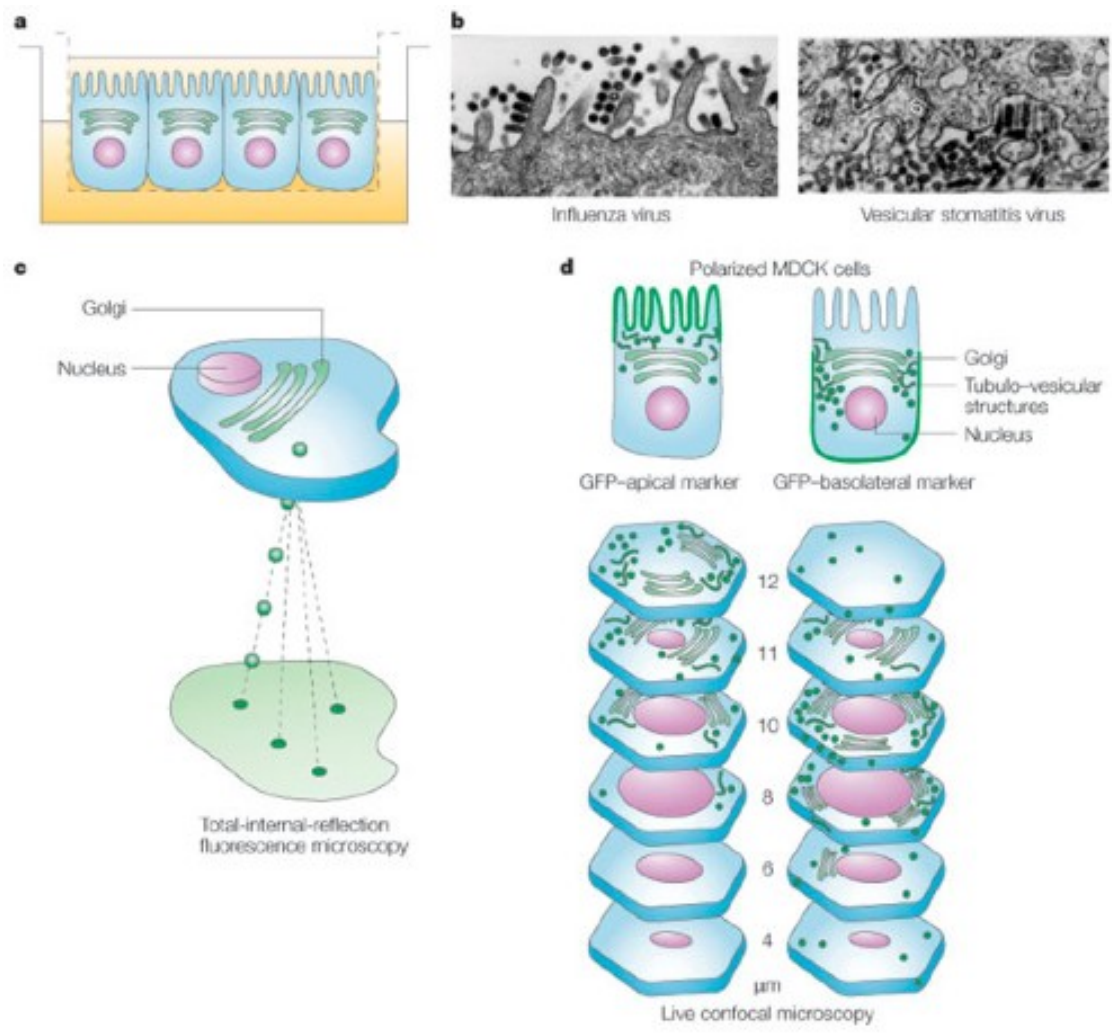 a
b
Influenza virus
Vesicular stomatitis virus
c
Golgi
Nucleus
Total-internal-reflection
fluorescence microscopy
d
Polarized MDCK cells
Golgi
Tubulo–vesicular
structures
Nucleus
GFP–apical marker
GFP–basolateral marker
12
11
10
8
6
4
µm
Live confocal microscopy